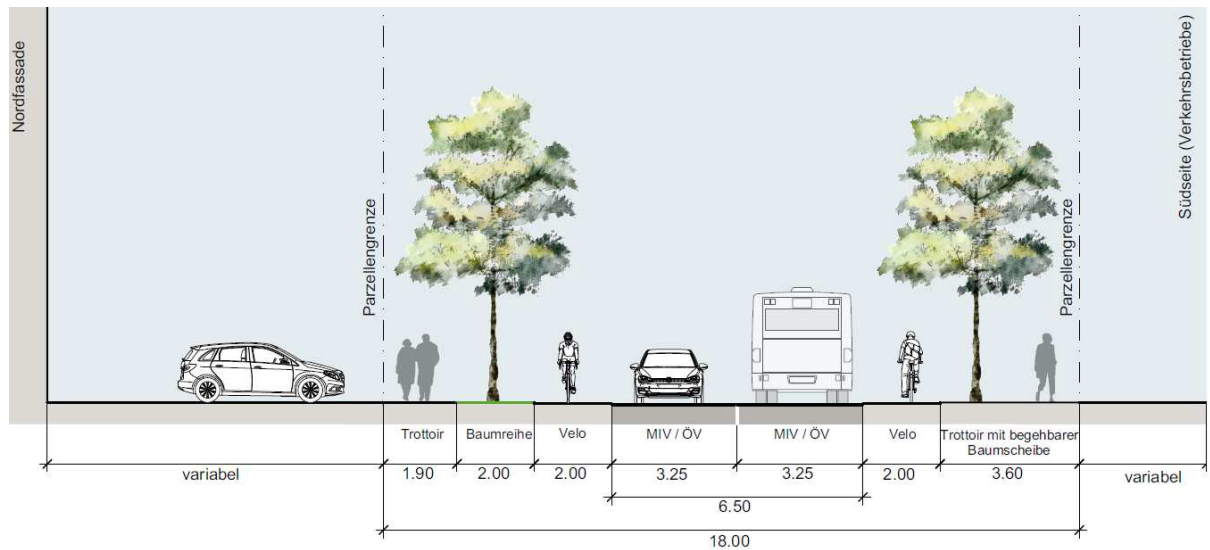 Nordfassade
Parzellengrenze
Parzellengrenze
Südseite (Verkehrsbetriebe)
Trottoir
Baumreihe
Velo
MIV / ÖV
MIV / ÖV
Velo
Trottoir mit begehbarer
Baumscheibe
variabel
1.90
2.00
2.00
3.25
3.25
2.00
3.60
variabel
6.50
18.00